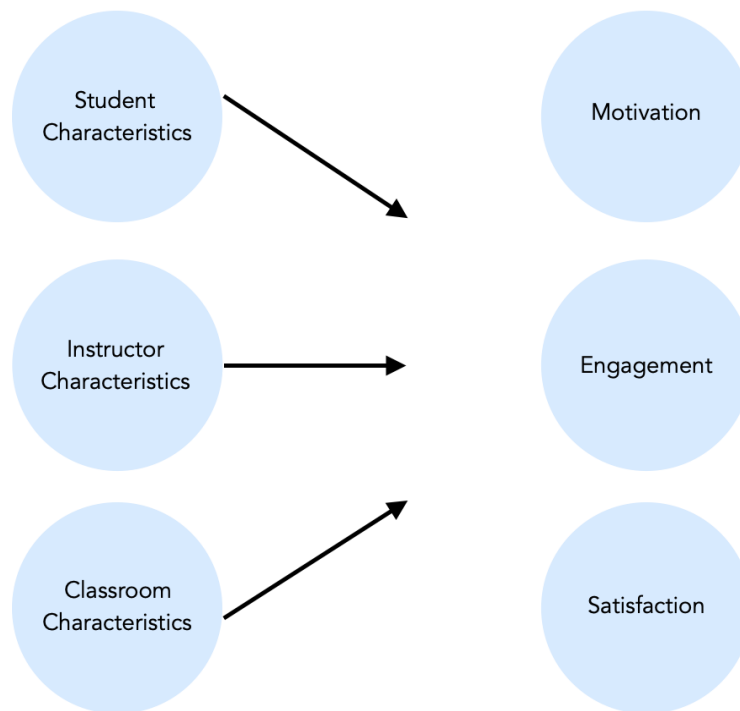 Student
Characteristics
Motivation
Instructor
Characteristics
Engagement
Classroom
Characteristics
Satisfaction